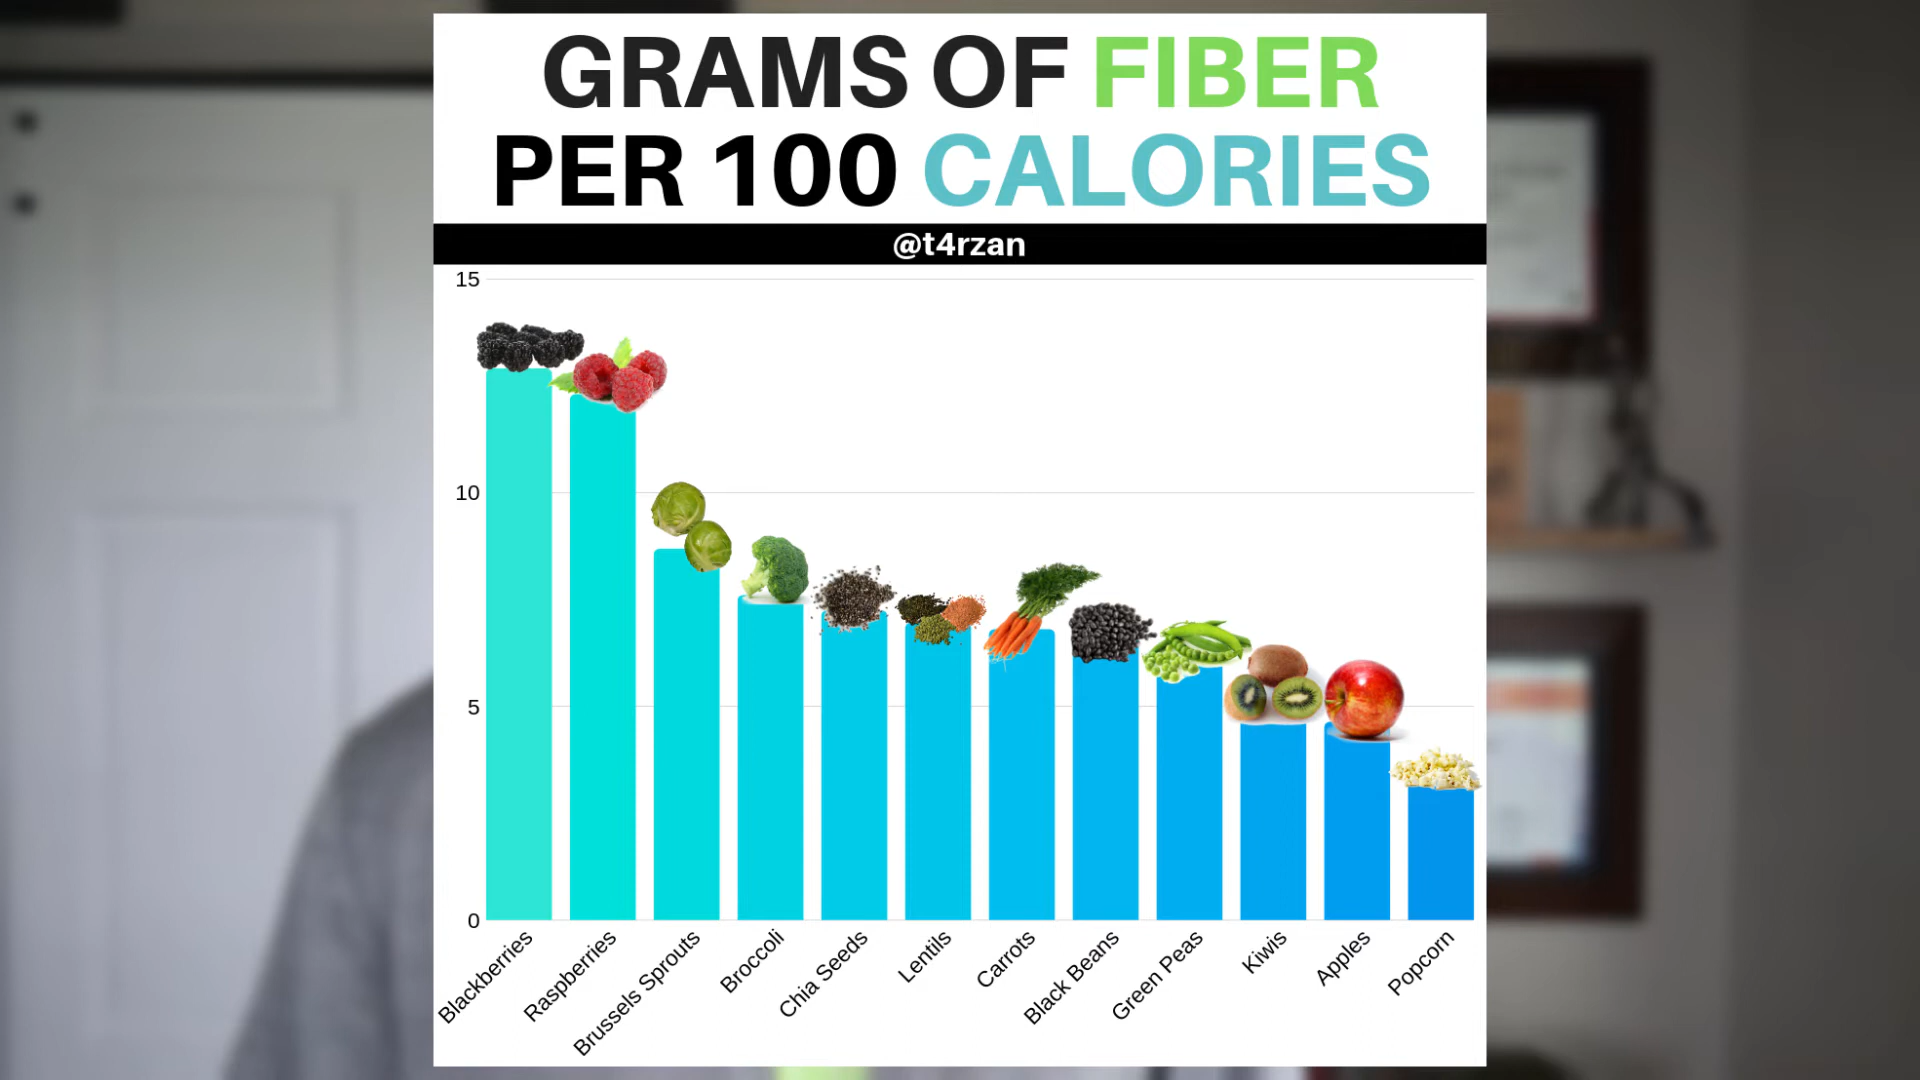 GRAMS OF FIBER
PER 100 CALORIES
@t4rzan
15
10
5
0
Blackberries
Raspberries
Brussels Sprouts
Broccoli
Chia Seeds
Lentils
Carrots
Black Beans
Green Peas
Kiwis
Apples
Popcorn